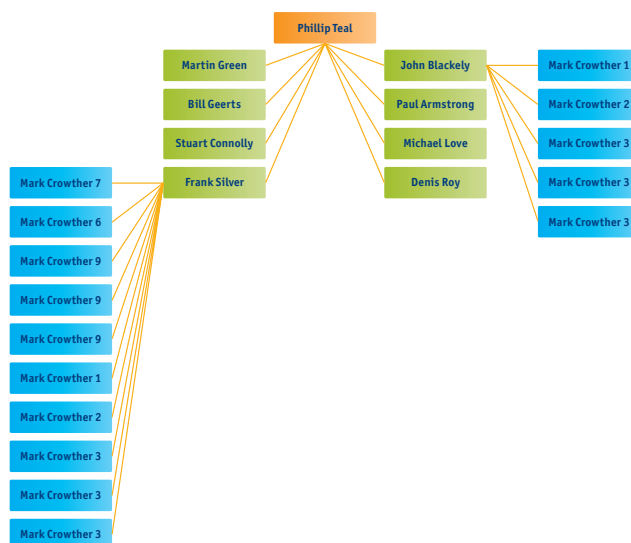 Phillip Teal
Martin Green
John Blackely
Mark Crowther 1
Bill Geerts
Paul Armstrong
Mark Crowther 2
Stuart Connolly
Michael Love
Mark Crowther 3
Mark Crowther 7
Frank Silver
Denis Roy
Mark Crowther 3
Mark Crowther 6
Mark Crowther 3
Mark Crowther 9
Mark Crowther 9
Mark Crowther 9
Mark Crowther 1
Mark Crowther 2
Mark Crowther 3
Mark Crowther 3
Mark Crowther 3